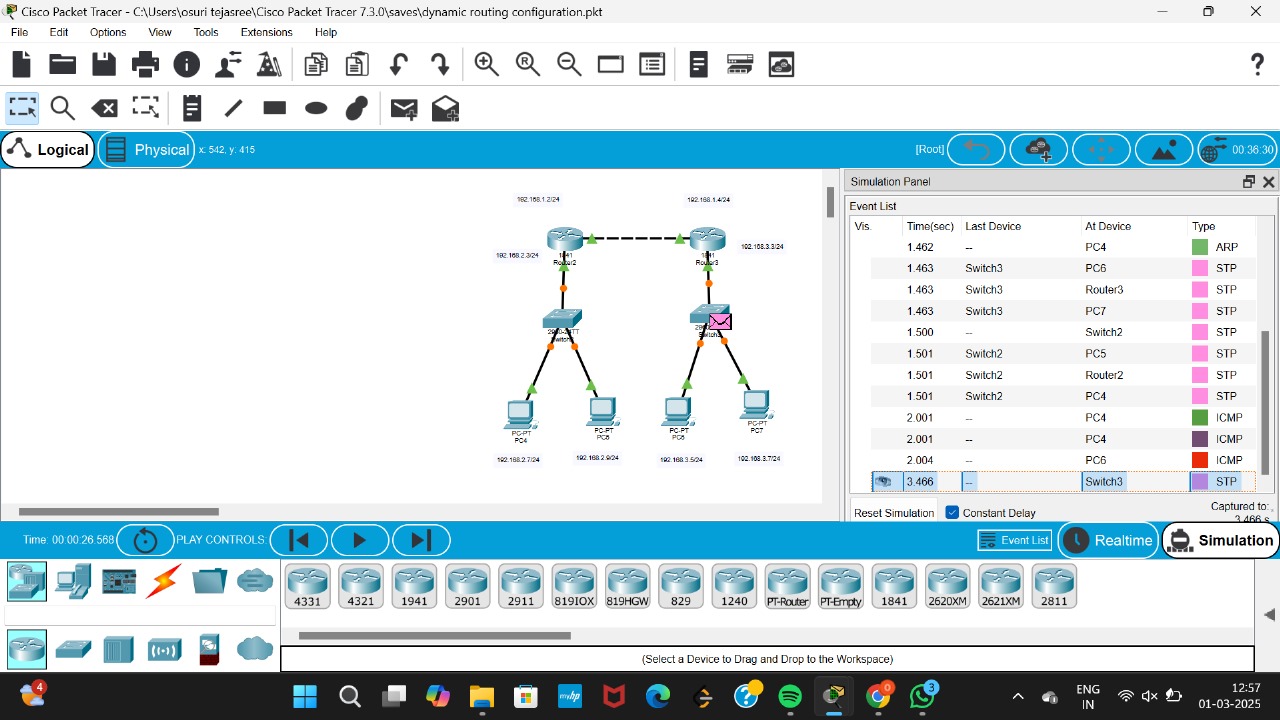 Cisco Packet Tracer - C:\Users\osuri tejasree\Cisco Packet Tracer 7.3.0\saves\dynamic routing configuration.pkt
File Edit Options View Tools Extensions Help
Logical Physical x: 542, y: 415 [Root] 00:36:30
192.168.1.2/24 192.168.1.4/24
192.168.3.3/24
192.168.2.3/24
Router2 Router3
PC-PT PC-PT PC-PT PC-PT
PC4 PC7
192.168.2.7/24 192.168.2.9/24 192.168.3.5/24 192.168.3.7/24
Simulation Panel
Event List
Vis. Time(sec) Last Device At Device Type
1.462 -- PC4 ARP
1.463 Switch3 PC6 STP
1.463 Switch3 Router3 STP
1.463 Switch3 PC7 STP
1.500 -- Switch2 STP
1.501 Switch2 PC5 STP
1.501 Switch2 Router2 STP
1.501 Switch2 PC4 STP
2.001 -- PC4 ICMP
2.001 -- PC4 ICMP
2.004 -- PC6 ICMP
3.466 -- Switch3 STP
Reset Simulation Constant Delay Captured to:
3.466 s
Time: 00:00:26.568 PLAY CONTROLS: Event List Realtime Simulation
4331 4321 1941 2901 2911 819IOX 819HGW 829 1240 PT-Router PT-Empty 1841 2620XM 2621XM 2811
(Select a Device to Drag and Drop to the Workspace)
4 myhp 0 3 ENG
IN
12:57
01-03-2025